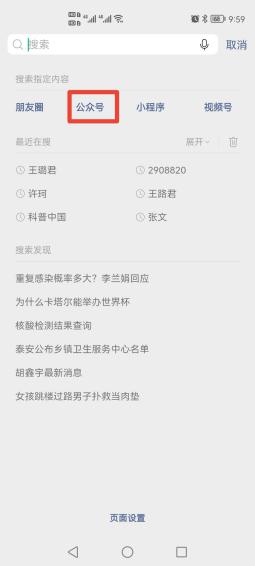 9:59
搜索 取消
搜索指定内容
朋友圈 公众号 小程序 视频号
最近在搜 展开
王璐君 2908820
许珂 王路君
科普中国 张文
搜索发现
重复感染概率多大？李兰娟回应
为什么卡塔尔能举办世界杯
核酸检测结果查询
泰安公布乡镇卫生服务中心名单
胡鑫宇最新消息
女孩跳楼过路男子扑救当肉垫
页面设置